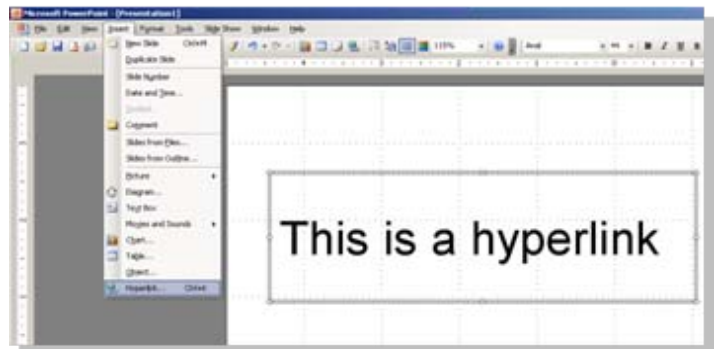 Microsoft PowerPoint - [Presentation1]
File Edit View Insert Format Tools Slide Show Window Help
115% Arial
New Slide Ctrl+M
Duplicate Slide
Slide Number
Date and Time...
Symbol...
Comment
Slides from Files...
Slides from Outline...
Picture
Diagram...
Text Box
Movies and Sounds
Chart...
Table...
Object...
Hyperlink... Ctrl+K
This is a hyperlink